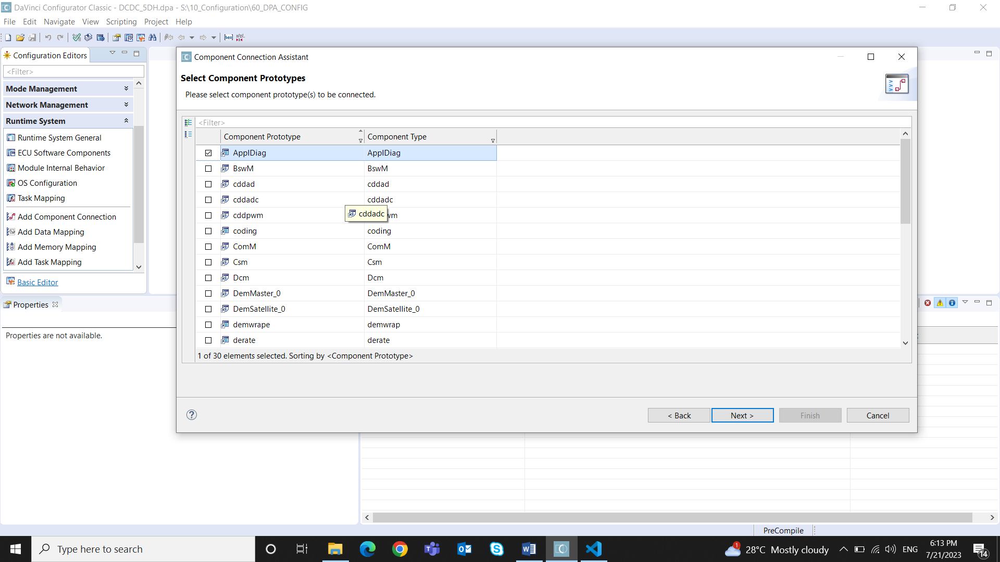 DaVinci Configurator Classic - DCDC_5DH.dpa - S:\10_Configuration\60_DPA_CONFIG
File Edit Navigate View Scripting Project Help
Configuration Editors
<Filter>
Mode Management
Network Management
Runtime System
Runtime System General
ECU Software Components
Module Internal Behavior
OS Configuration
Task Mapping
Add Component Connection
Add Data Mapping
Add Memory Mapping
Add Task Mapping
Basic Editor
Properties
Properties are not available.
Component Connection Assistant
Select Component Prototypes
Please select component prototype(s) to be connected.
<Filter>
Component Prototype Component Type
ApplDiag ApplDiag
BswM BswM
cddad cddad
cddadc cddadc
cddadc
cddpwm wm
coding coding
ComM ComM
Csm Csm
Dcm Dcm
DemMaster_0 DemMaster_0
DemSatellite_0 DemSatellite_0
demwrape demwrap
derate derate
1 of 30 elements selected. Sorting by <Component Prototype>
< Back Next > Finish Cancel
PreCompile
Type here to search
1 28°C Mostly cloudy ENG 6:13 PM
7/21/2023 14